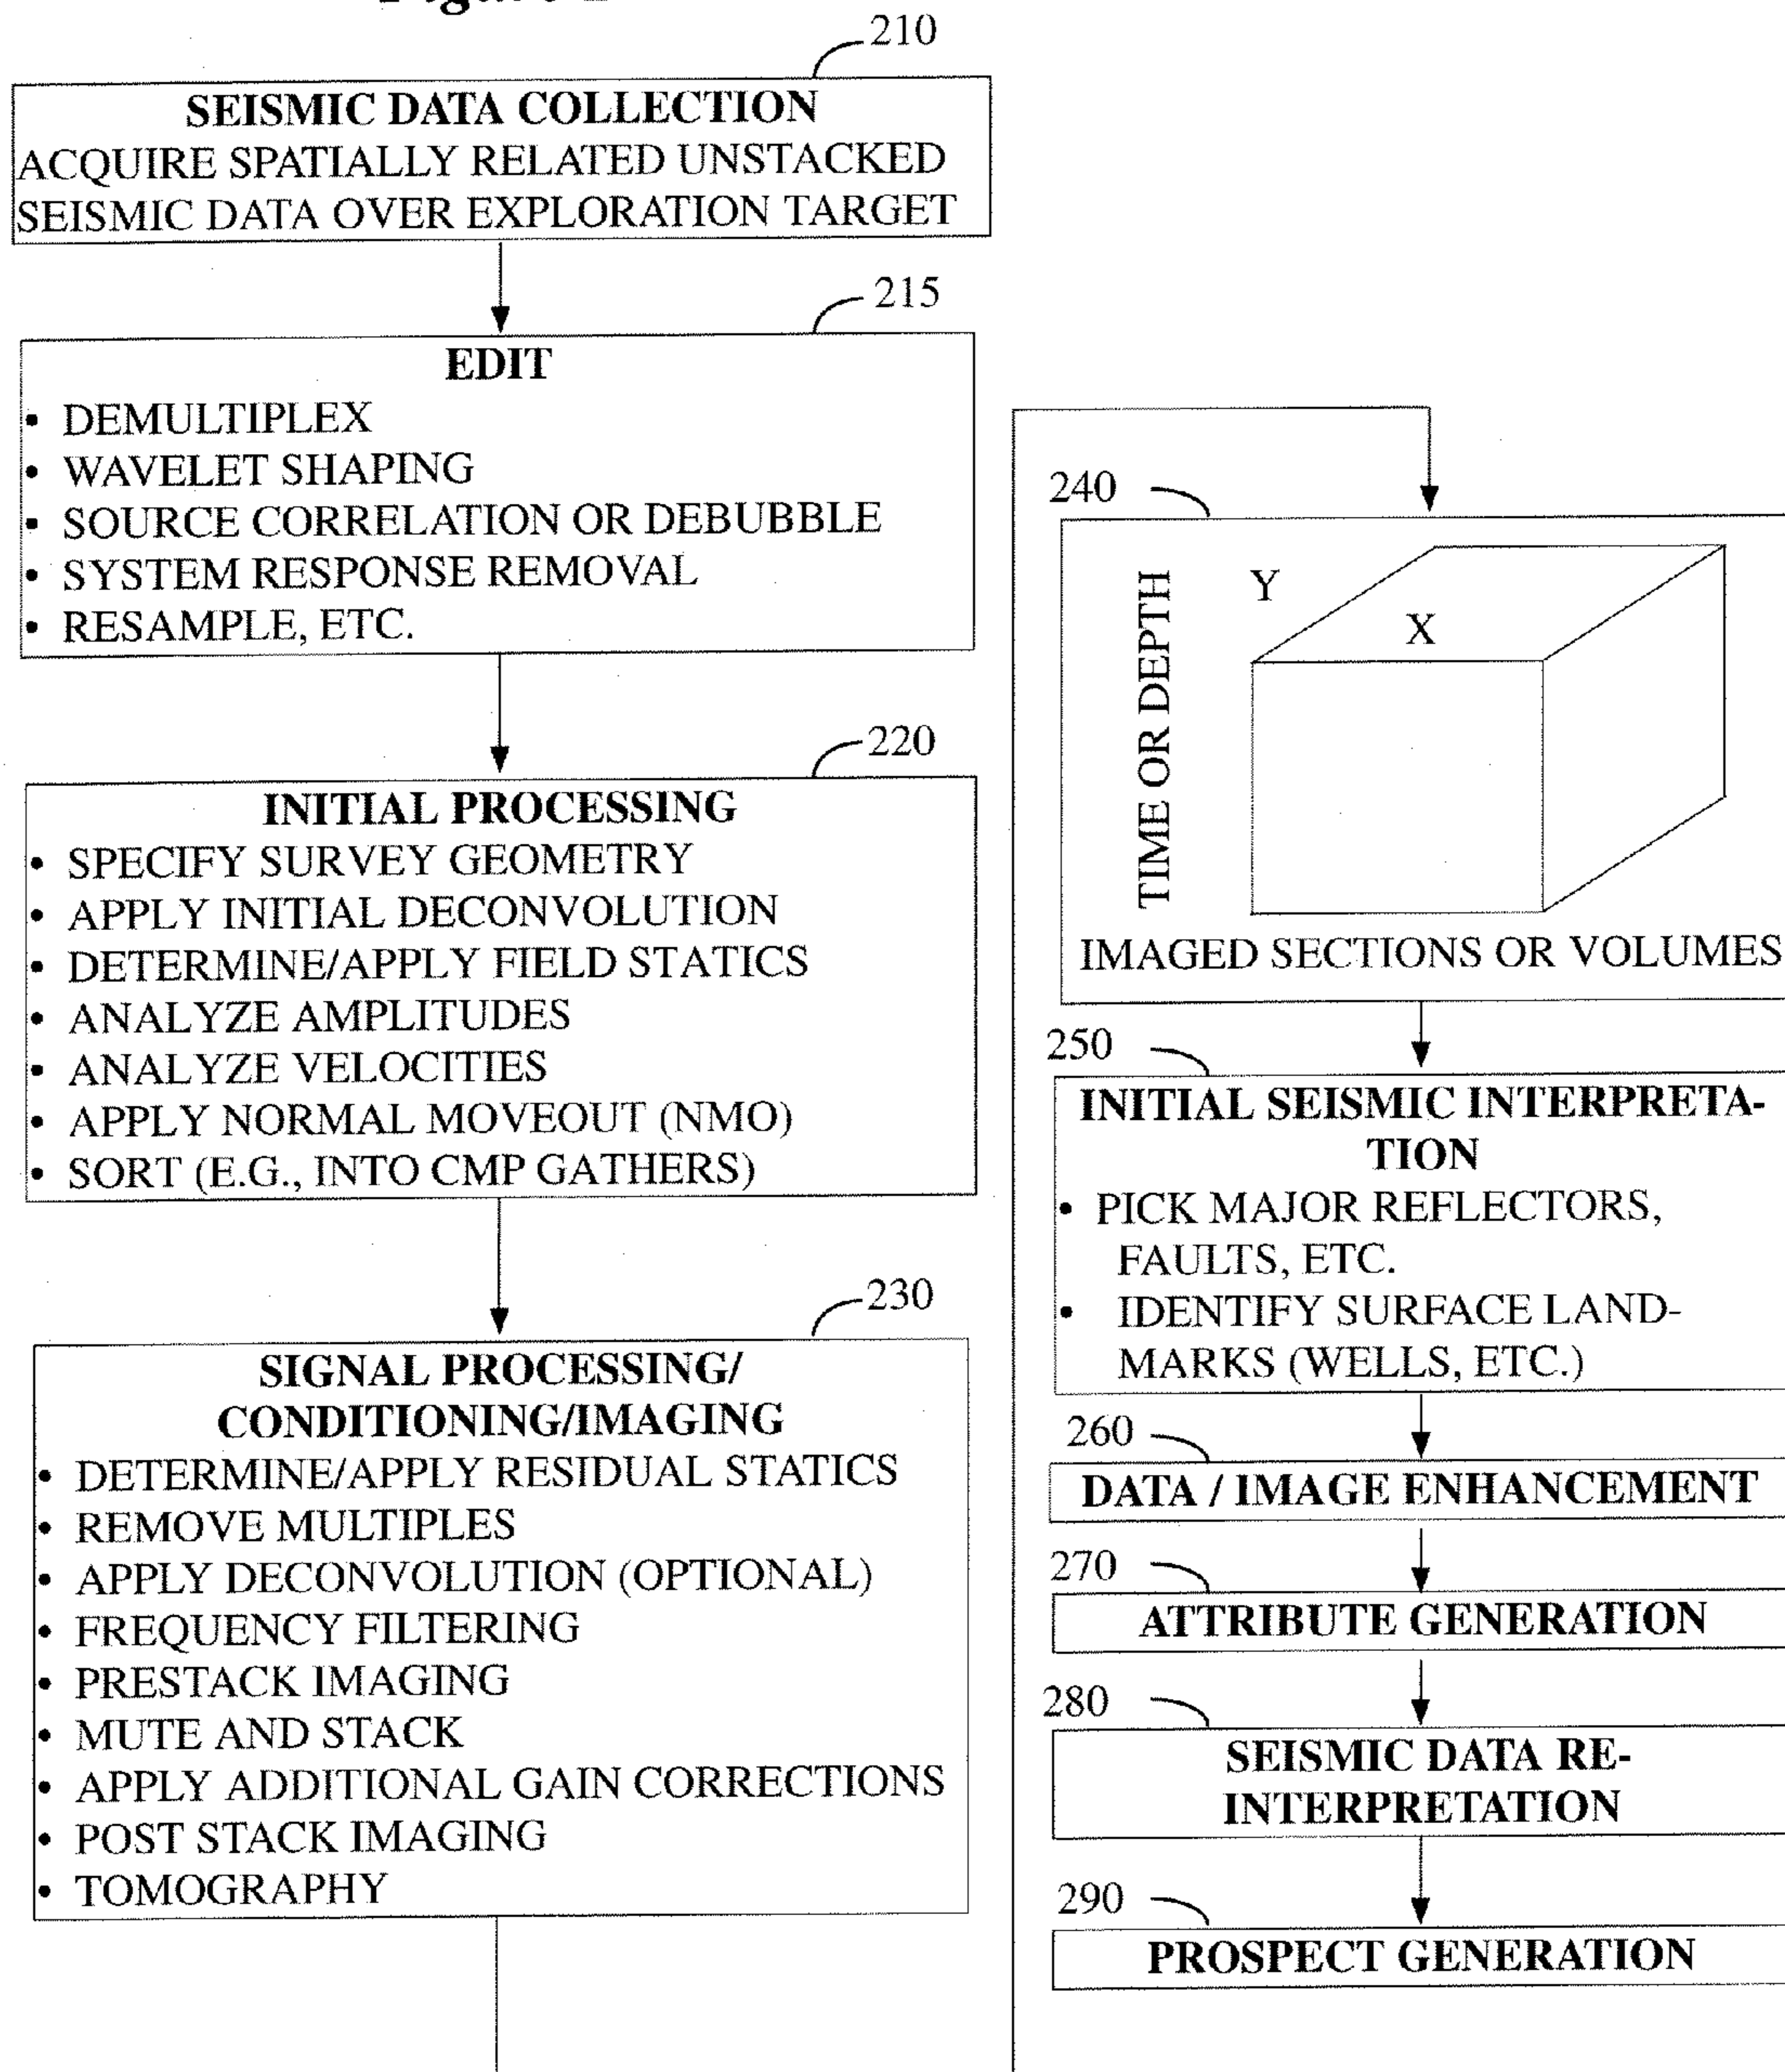 210
SEISMIC DATA COLLECTION
ACQUIRE SPATIALLY RELATED UNSTACKED
SEISMIC DATA OVER EXPLORATION TARGET
215
EDIT
• DEMULTIPLEX
• WAVELET SHAPING
• SOURCE CORRELATION OR DEBUBBLE
• SYSTEM RESPONSE REMOVAL
• RESAMPLE, ETC.
220
INITIAL PROCESSING
• SPECIFY SURVEY GEOMETRY
• APPLY INITIAL DECONVOLUTION
• DETERMINE/APPLY FIELD STATICS
• ANALYZE AMPLITUDES
• ANALYZE VELOCITIES
• APPLY NORMAL MOVEOUT (NMO)
• SORT (E.G., INTO CMP GATHERS)
230
SIGNAL PROCESSING/
CONDITIONING/IMAGING
• DETERMINE/APPLY RESIDUAL STATICS
• REMOVE MULTIPLES
• APPLY DECONVOLUTION (OPTIONAL)
• FREQUENCY FILTERING
• PRESTACK IMAGING
• MUTE AND STACK
• APPLY ADDITIONAL GAIN CORRECTIONS
• POST STACK IMAGING
• TOMOGRAPHY
240
TIME OR DEPTH
Y
X
IMAGED SECTIONS OR VOLUMES
250
INITIAL SEISMIC INTERPRETA-
TION
• PICK MAJOR REFLECTORS,
FAULTS, ETC.
• IDENTIFY SURFACE LAND-
MARKS (WELLS, ETC.)
260
DATA / IMAGE ENHANCEMENT
270
ATTRIBUTE GENERATION
280
SEISMIC DATA RE-
INTERPRETATION
290
PROSPECT GENERATION